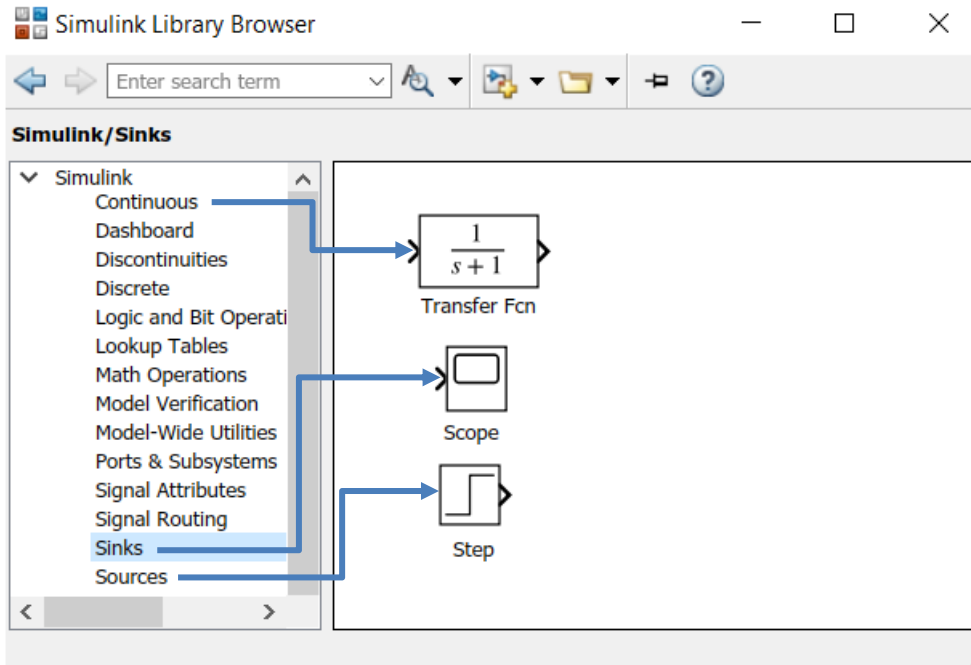 Simulink Library Browser
Enter search term
Simulink/Sinks
Simulink
Continuous
Dashboard
Discontinuities
Discrete
Logic and Bit Operati
Lookup Tables
Math Operations
Model Verification
Model-Wide Utilities
Ports & Subsystems
Signal Attributes
Signal Routing
Sinks
Sources
1
s + 1
Transfer Fcn
Scope
Step